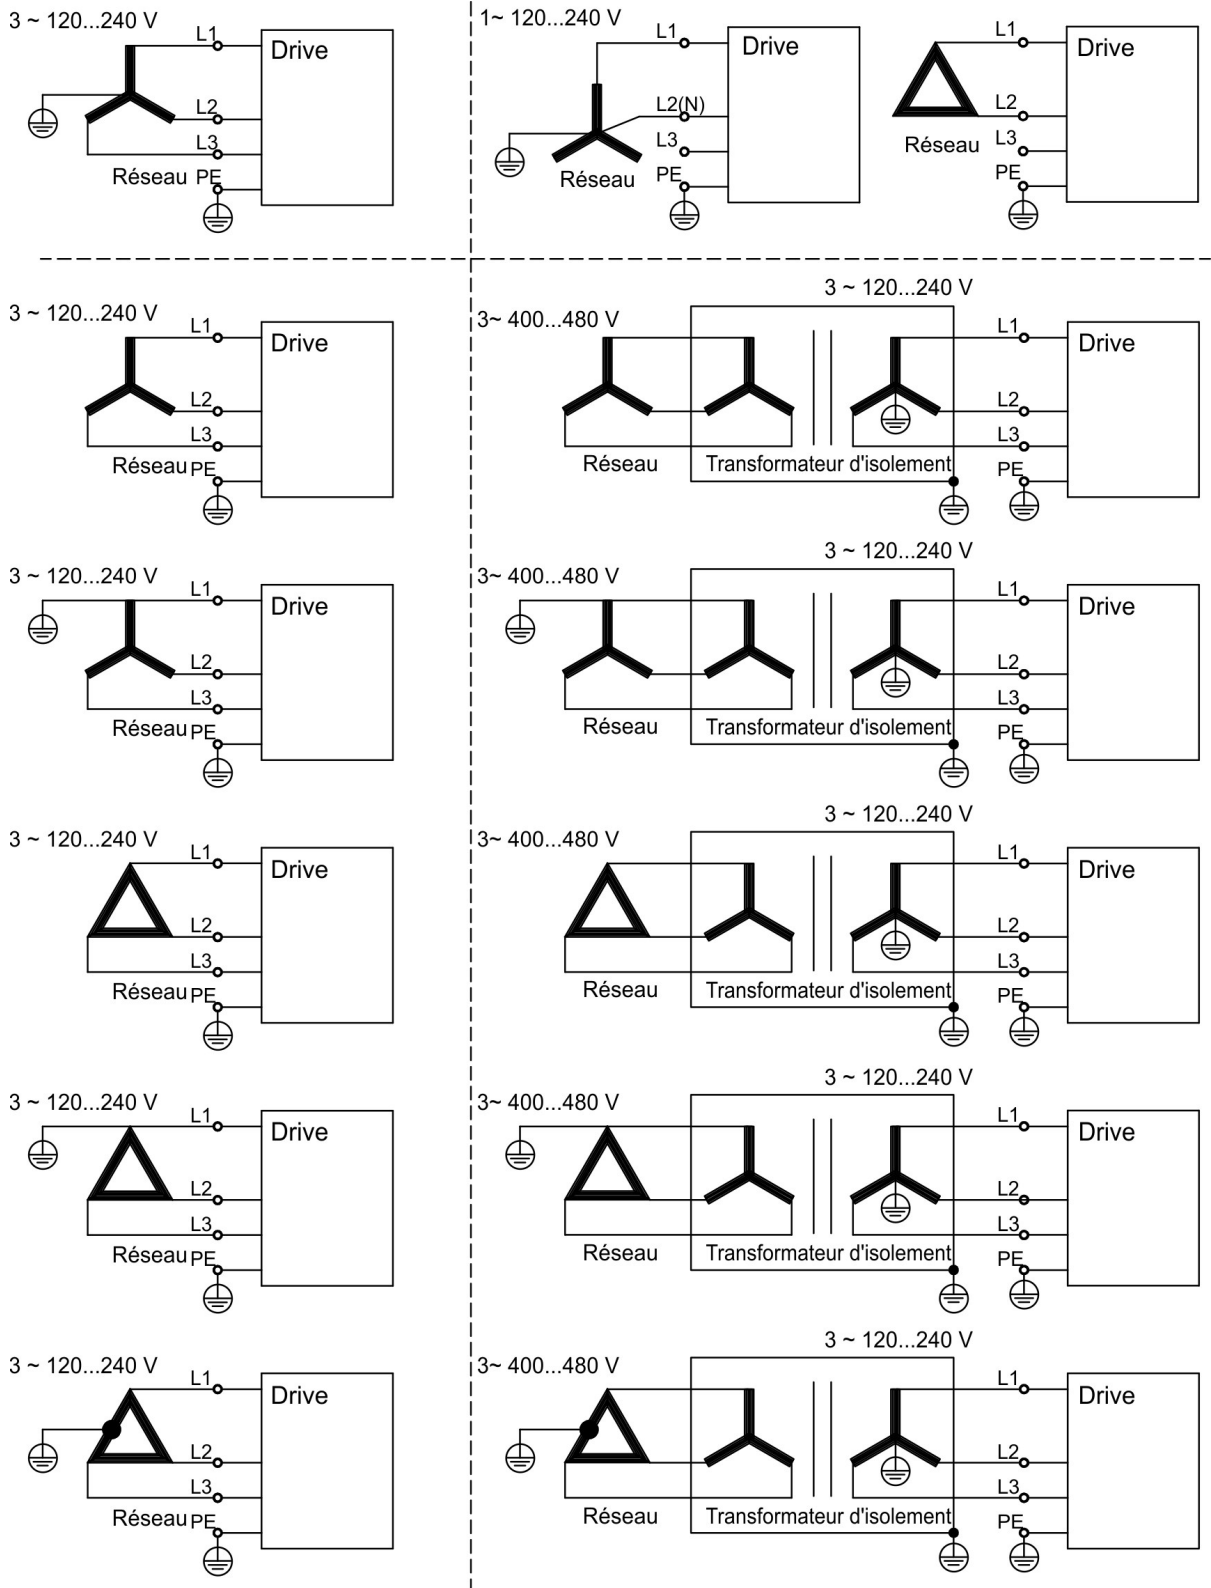 3 ~ 120...240 V
L1
Drive
L2
L3
Réseau
PE
1~ 120...240 V
L1
Drive
L2(N)
L3
Réseau
PE
L1
Drive
L2
Réseau
L3
PE
3 ~ 120...240 V
L1
Drive
L2
L3
Réseau
PE
3 ~ 120...240 V
3~ 400...480 V
L1
Drive
L2
L3
Réseau
Transformateur d'isolement
PE
3 ~ 120...240 V
L1
Drive
L2
L3
Réseau
PE
3 ~ 120...240 V
3~ 400...480 V
L1
Drive
L2
L3
Réseau
Transformateur d'isolement
PE
3 ~ 120...240 V
L1
Drive
L2
L3
Réseau
PE
3 ~ 120...240 V
3~ 400...480 V
L1
Drive
L2
L3
Réseau
Transformateur d'isolement
PE
3 ~ 120...240 V
L1
Drive
L2
L3
Réseau
PE
3 ~ 120...240 V
3~ 400...480 V
L1
Drive
L2
L3
Réseau
Transformateur d'isolement
PE
3 ~ 120...240 V
L1
Drive
L2
L3
Réseau
PE
3 ~ 120...240 V
3~ 400...480 V
L1
Drive
L2
L3
Réseau
Transformateur d'isolement
PE